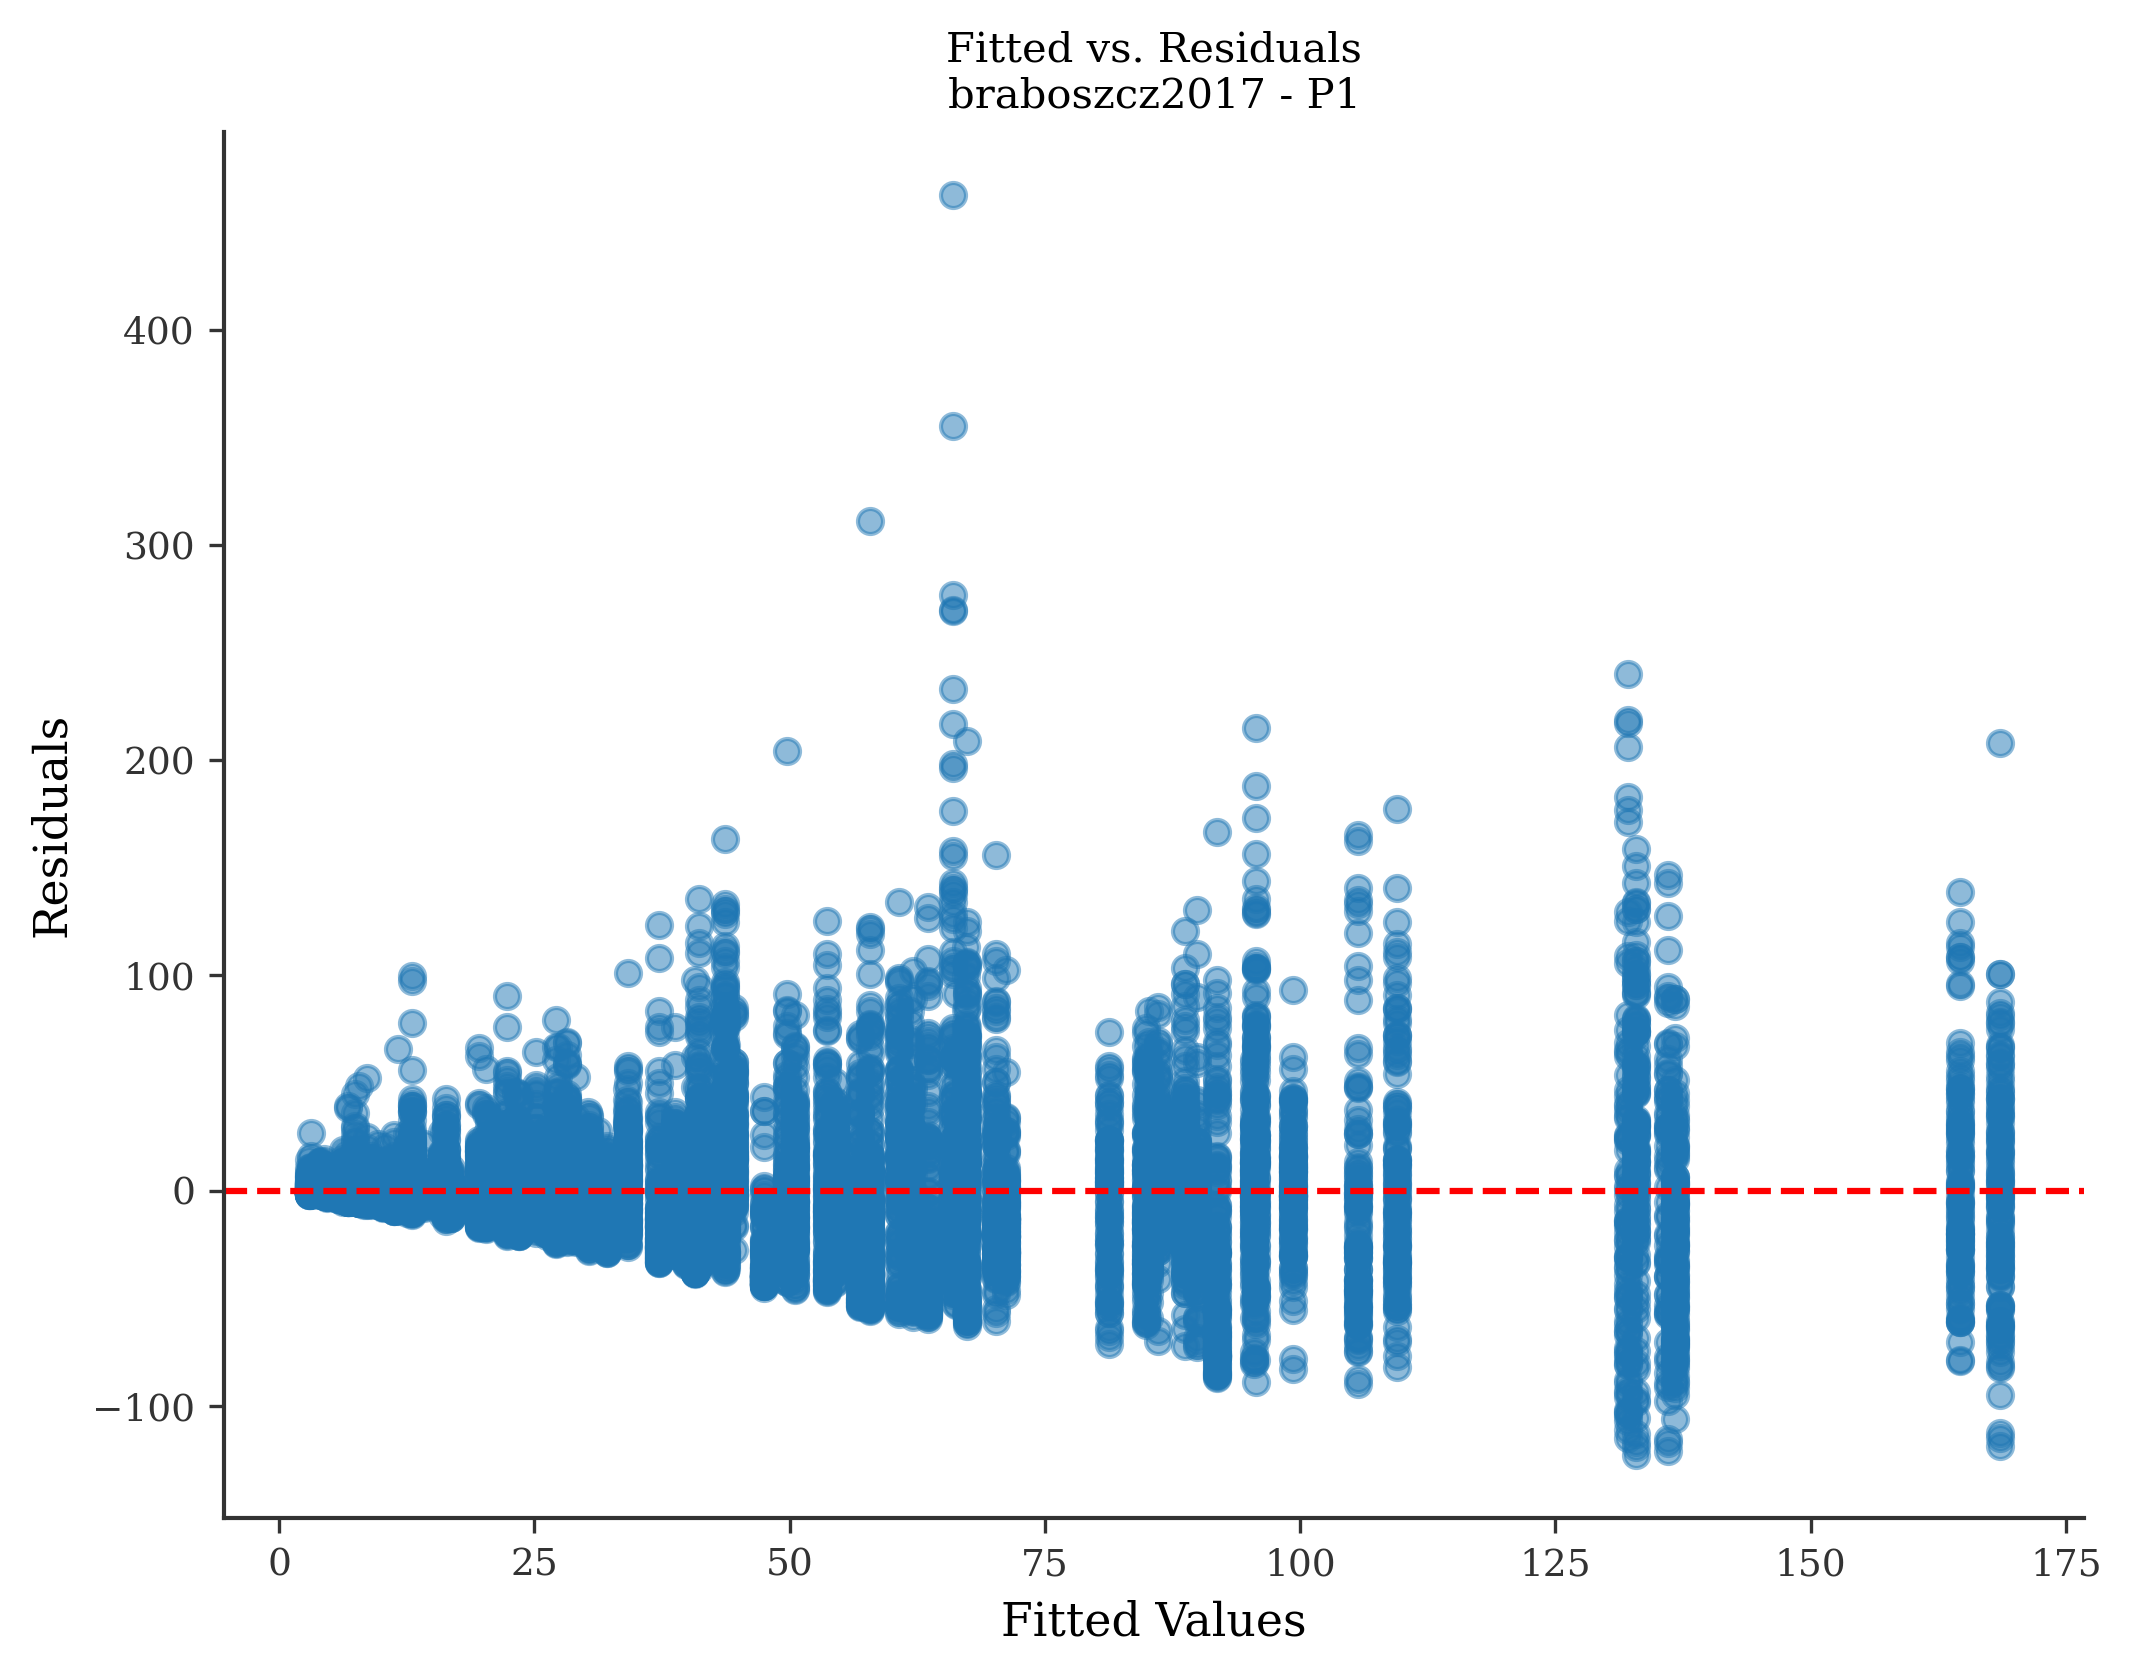 Fitted vs. Residuals
braboszcz2017 - P1
Residuals
400
300
200
100
0
−100
0 25 50 75 100 125 150 175
Fitted Values